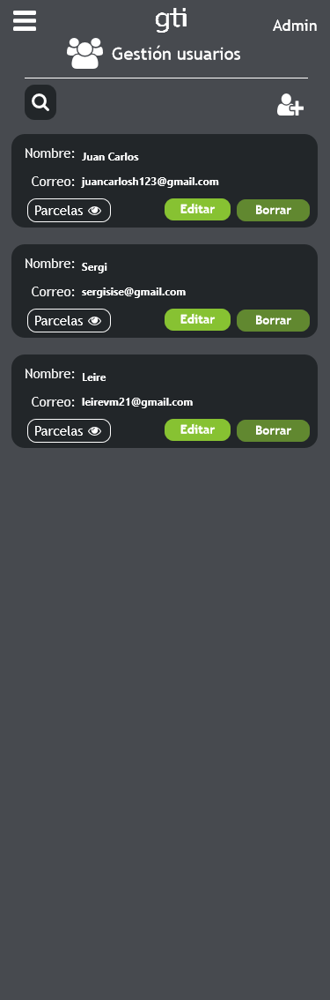 gti
Admin
Gestión usuarios
Nombre: Juan Carlos
Correo: juancarlosh123@gmail.com
Parcelas Editar Borrar
Nombre: Sergi
Correo: sergisise@gmail.com
Parcelas Editar Borrar
Nombre: Leire
Correo: leirevm21@gmail.com
Parcelas Editar Borrar